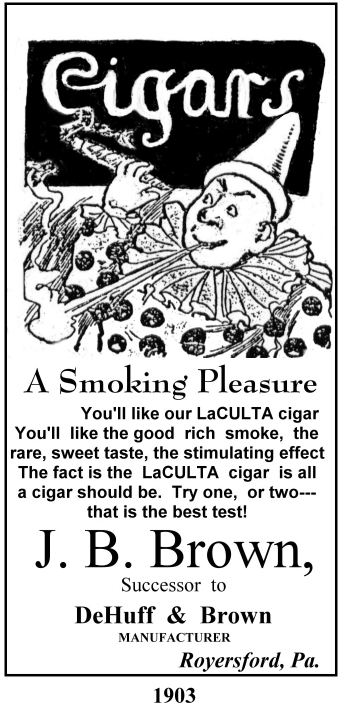 Cigars
A Smoking Pleasure
You'll like our LaCULTA cigar
You'll like the good rich smoke, the
rare, sweet taste, the stimulating effect
The fact is the LaCULTA cigar is all
a cigar should be. Try one, or two---
that is the best test!
J. B. Brown,
Successor to
DeHuff & Brown
MANUFACTURER
Royersford, Pa.
1903